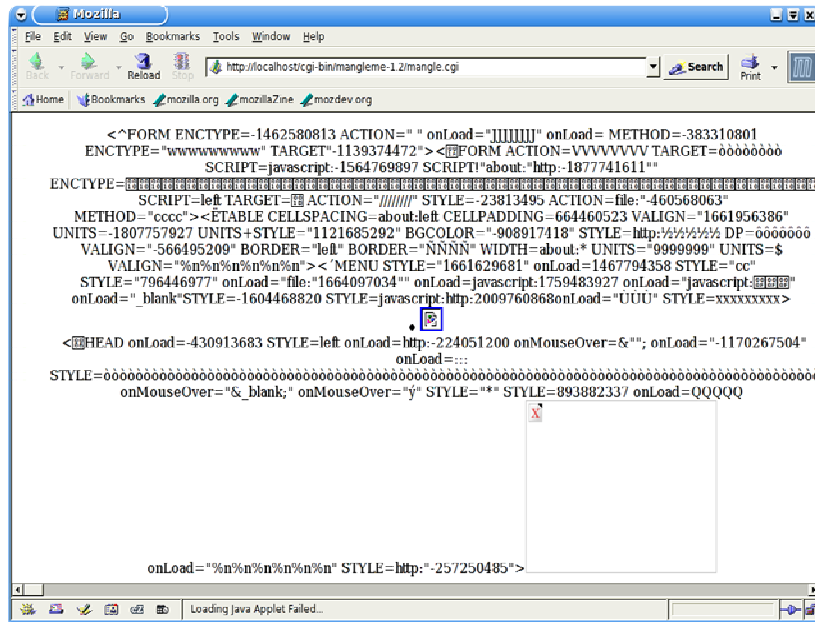 Mozilla
File Edit View Go Bookmarks Tools Window Help
Back Forward Reload Stop http://localhost/cgi-bin/mangleme-1.2/mangle.cgi Search Print
Home Bookmarks mozilla.org mozillaZine mozdev.org
<^FORM ENCTYPE=-1462580813 ACTION=" " onLoad="JJJJJJJJ" onLoad= METHOD=-383310801
ENCTYPE="wwwwwwwwww" TARGET"-1139374472"><FORM ACTION=VVVVVVVV TARGET=òòòòòòòò
SCRIPT=javascript:-1564769897 SCRIPT!"about:"http:-1877741611""
ENCTYPE=
SCRIPT=left TARGET= ACTION="////////" STYLE=-23813495 ACTION=file:"-460568063"
METHOD="cccc"><ËTABLE CELLSPACING=about:left CELLPADDING=664460523 VALIGN="1661956386"
UNITS=-1807757927 UNITS+STYLE="1121685292" BGCOLOR="-908917418" STYLE=http:½½½½½½ DP=õõõõõõõ
VALIGN="-566495209" BORDER="left" BORDER="ÑÑÑÑÑ" WIDTH=about:* UNITS="9999999" UNITS=$
VALIGN="%n%n%n%n%n%n"><´MENU STYLE="1661629681" onLoad=1467794358 STYLE="cc"
STYLE="796446977" onLoad="file:"1664097034"" onLoad=javascript:1759483927 onLoad="javascript:"
onLoad="_blank"STYLE=-1604468820 STYLE=javascript:http:2009760868onLoad="ÙÙÙ" STYLE=xxxxxxxxx>
<HEAD onLoad=-430913683 STYLE=left onLoad=http:-224051200 onMouseOver=&""; onLoad="-1170267504"
onLoad=:::
STYLE=
onMouseOver="&_blank;" onMouseOver="ý" STYLE="*" STYLE=893882337 onLoad=QQQQQ
onLoad="%n%n%n%n%n%n" STYLE=http:"-257250485">
Loading Java Applet Failed...